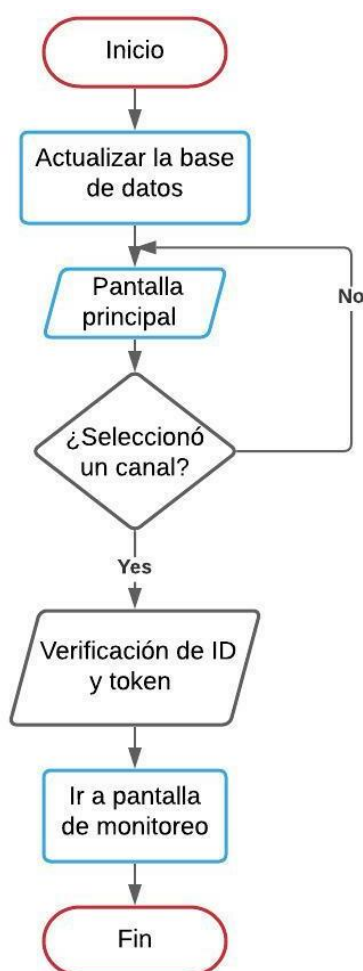 Inicio
Actualizar la base
de datos
Pantalla
principal
No
¿Seleccionó
un canal?
Yes
Verificación de ID
y token
Ir a pantalla
de monitoreo
Fin